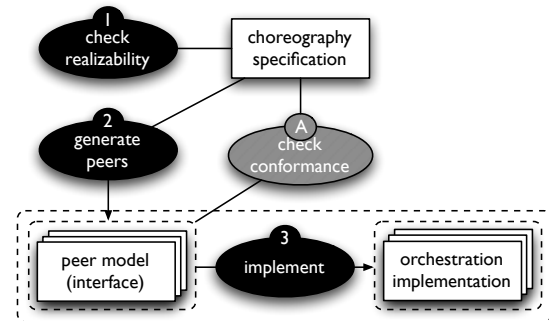 1
check
realizability
choreography
specification
2
generate
peers
A
check
conformance
peer model
(interface)
3
implement
orchestration
implementation